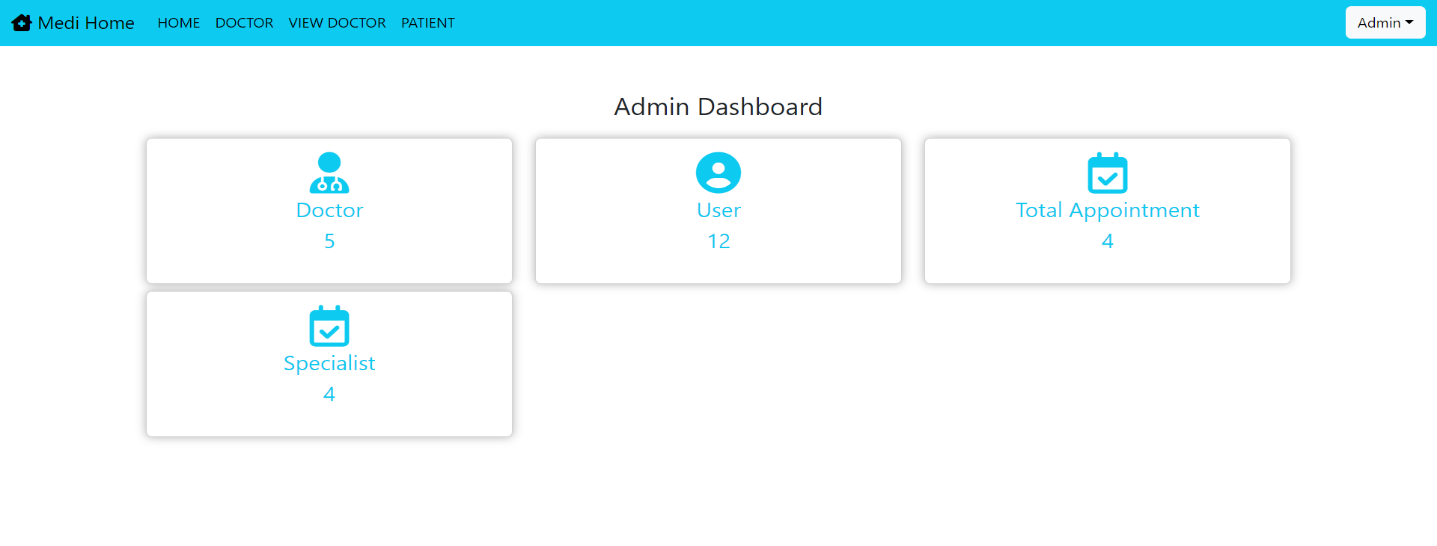 Medi Home HOME DOCTOR VIEW DOCTOR PATIENT Admin
Admin Dashboard
Doctor
5
User
12
Total Appointment
4
Specialist
4